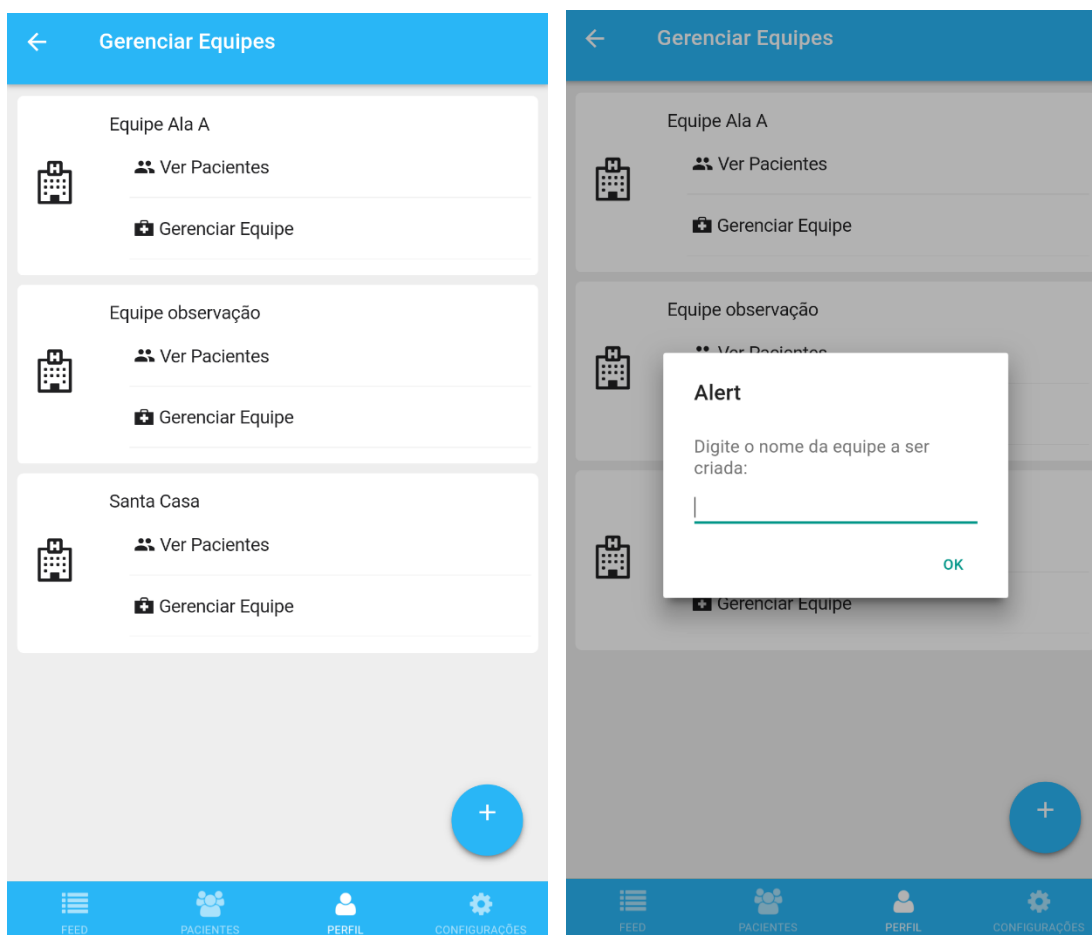 Gerenciar Equipes
Equipe Ala A
Ver Pacientes
Gerenciar Equipe
Equipe observação
Ver Pacientes
Gerenciar Equipe
Santa Casa
Ver Pacientes
Gerenciar Equipe
+
FEED PACIENTES PERFIL CONFIGURAÇÕES
Gerenciar Equipes
Equipe Ala A
Ver Pacientes
Gerenciar Equipe
Equipe observação
Ver Pacientes
Alert
Digite o nome da equipe a ser
criada:
OK
Gerenciar Equipe
+
FEED PACIENTES PERFIL CONFIGURAÇÕES